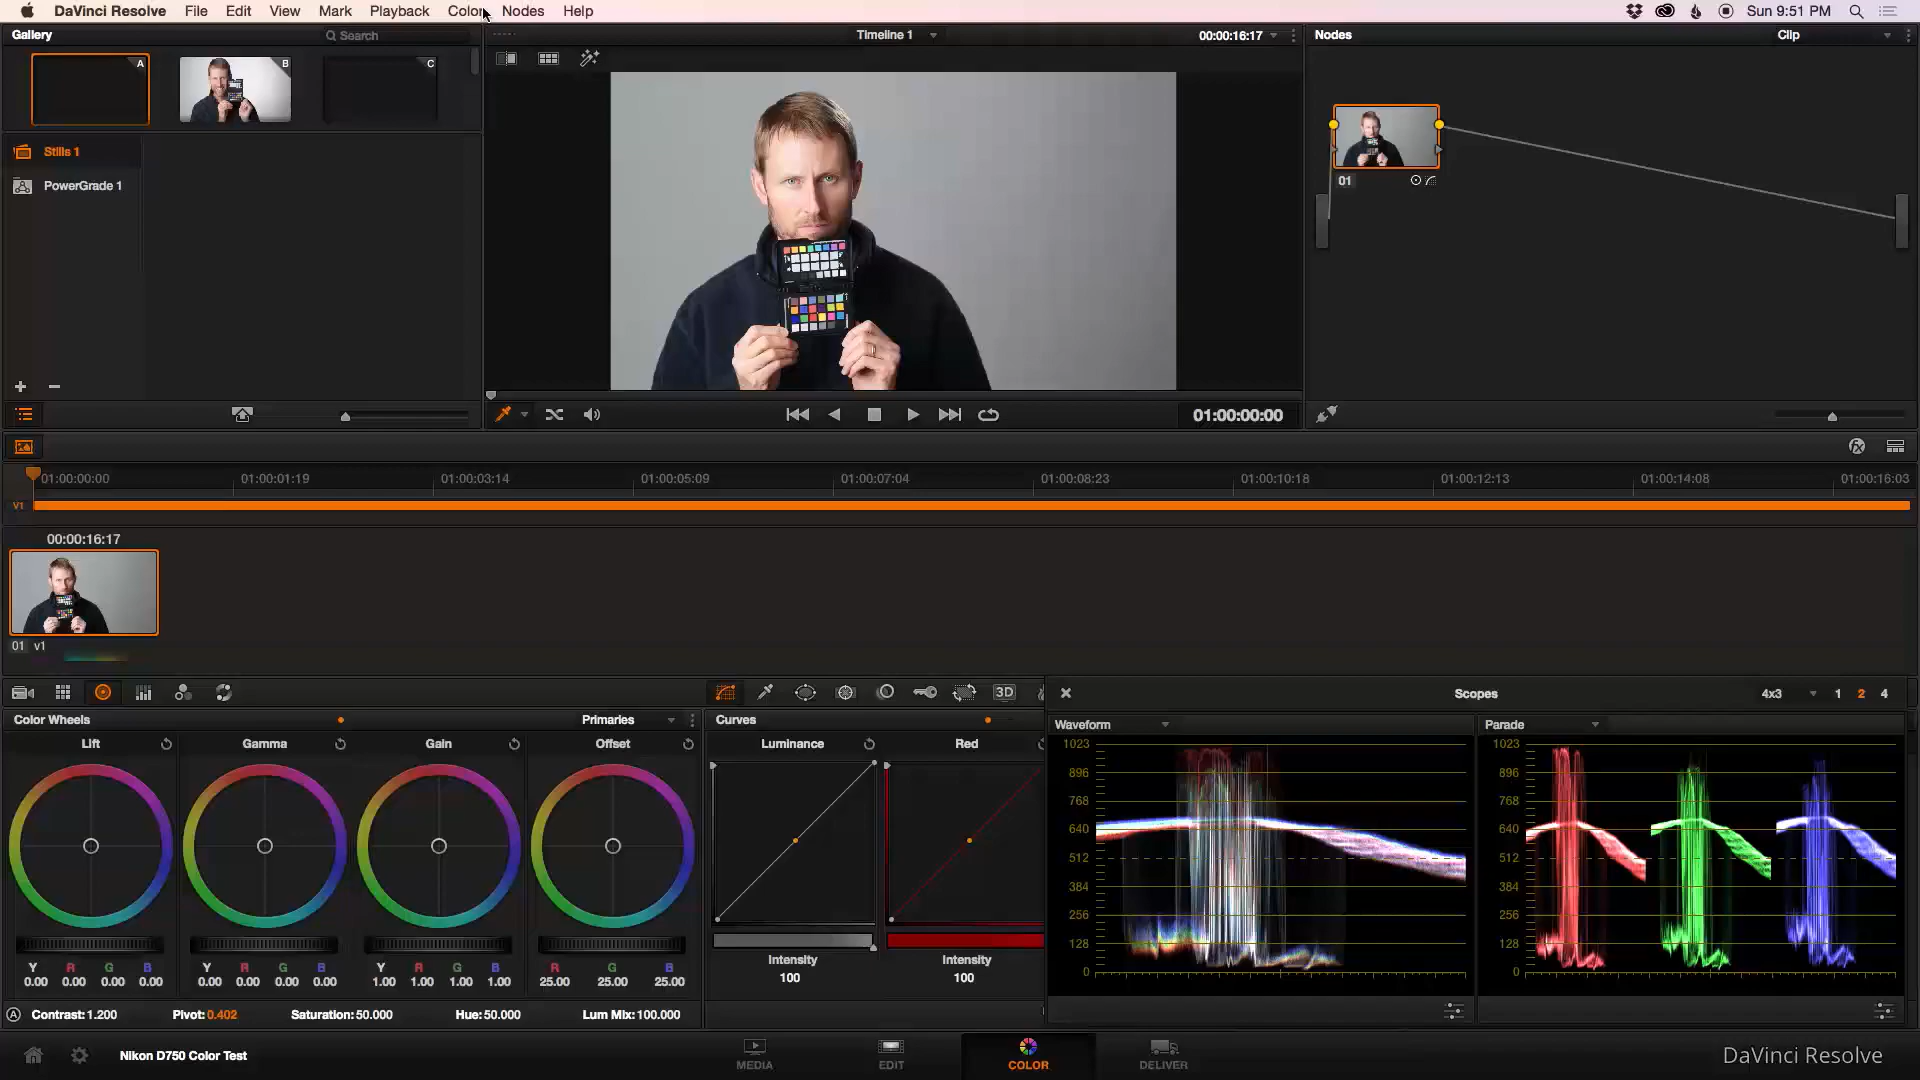 DaVinci Resolve File Edit View Mark Playback Color Nodes Help Sun 9:51 PM
Gallery Search Timeline 1 00:00:16:17 Nodes Clip
A B C
Stills 1
PowerGrade 1
01
01:00:00:00
01:00:00:00 01:00:01:19 01:00:03:14 01:00:05:09 01:00:07:04 01:00:08:23 01:00:10:18 01:00:12:13 01:00:14:08 01:00:16:03
V1
00:00:16:17
01 v1
3D Scopes 4x3 1 2 4
Color Wheels Primaries Curves Waveform Parade
Lift Gamma Gain Offset Luminance Red
1023 1023
896 896
768 768
640 640
512 512
384 384
256 256
128 128
0 0
Y R G B Y R G B Y R G B R G B Intensity Intensity
0.00 0.00 0.00 0.00 0.00 0.00 0.00 0.00 1.00 1.00 1.00 1.00 25.00 25.00 25.00 100 100
A Contrast:1.200 Pivot:0.402 Saturation:50.000 Hue:50.000 Lum Mix:100.000
Nikon D750 Color Test MEDIA EDIT COLOR DELIVER DaVinci Resolve